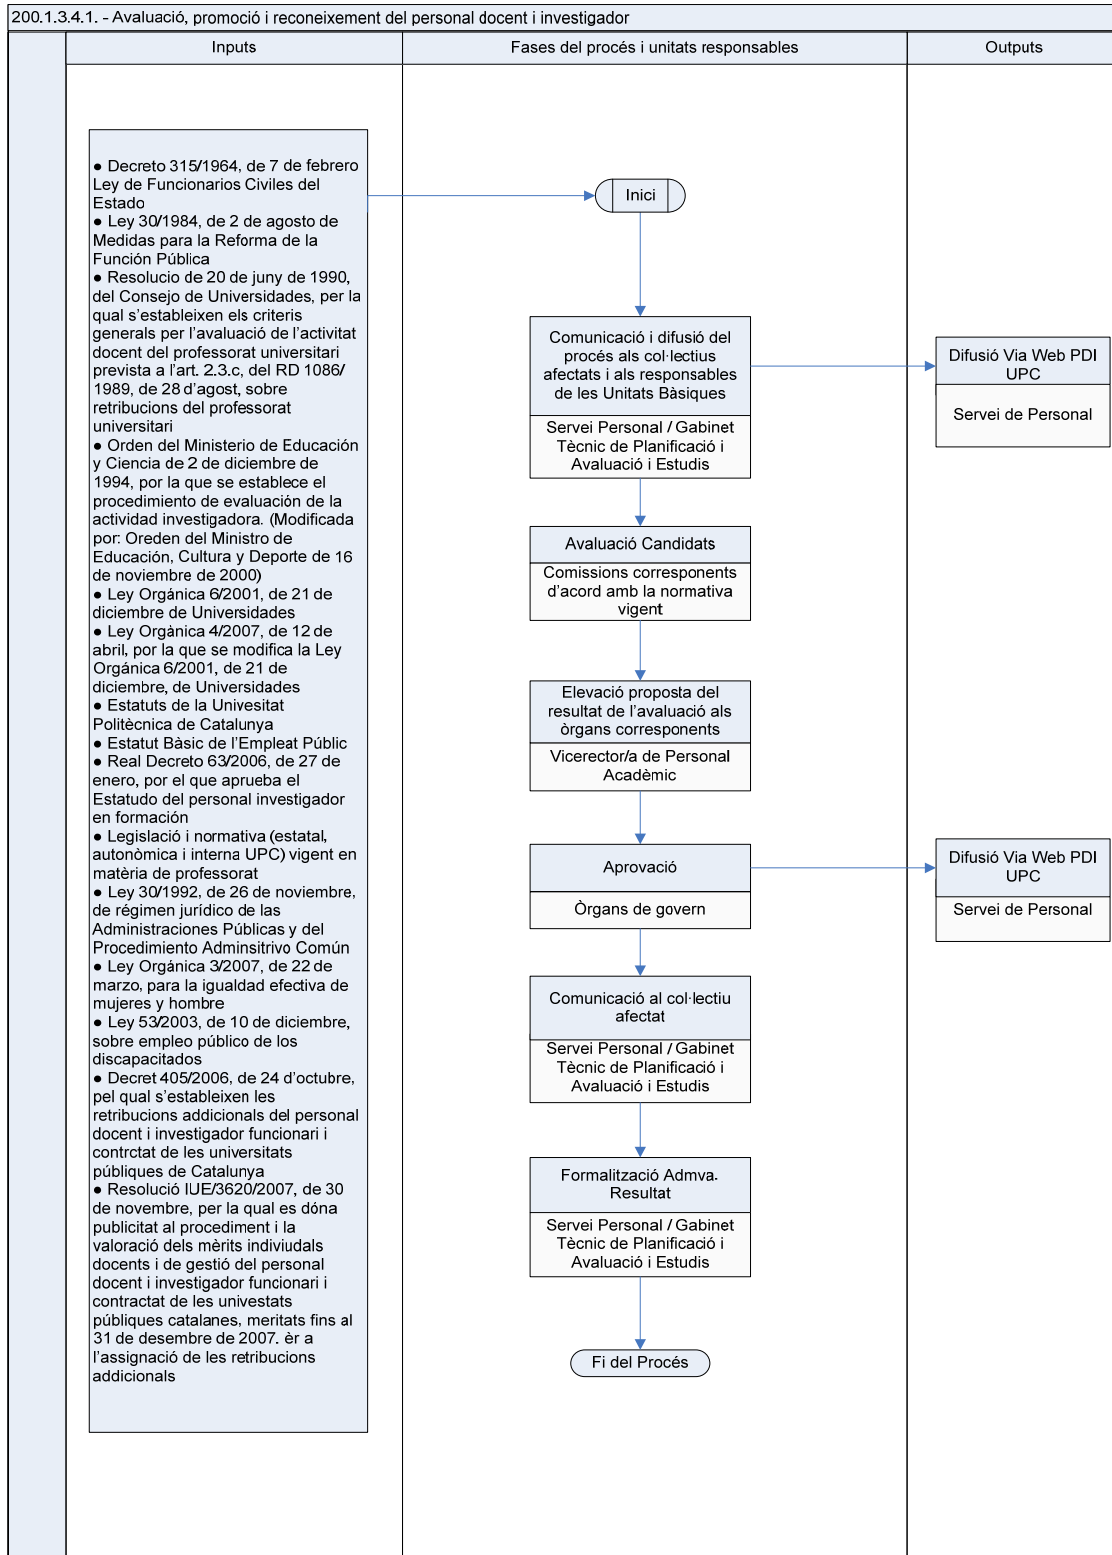 200.1.3.4.1. - Avaluació, promoció i reconeixement del personal docent i investigador
Inputs
Fases del procés i unitats responsables
Outputs
● Decreto 315/1964, de 7 de febrero
Ley de Funcionarios Civiles del
Estado
● Ley 30/1984, de 2 de agosto de
Medidas para la Reforma de la
Función Pública
● Resolucio de 20 de juny de 1990,
del Consejo de Universidades, per la
qual s'estableixen els criteris
generals per l'avaluació de l'activitat
docent del professorat universitari
prevista a l'art. 2.3.c, del RD 1086/
1989, de 28 d'agost, sobre
retribucions del professorat
universitari
● Orden del Ministerio de Educación
y Ciencia de 2 de diciembre de
1994, por la que se establece el
procedimiento de evaluación de la
actividad investigadora. (Modificada
por: Oreden del Ministro de
Educación, Cultura y Deporte de 16
de noviembre de 2000)
● Ley Orgánica 6/2001, de 21 de
diciembre de Universidades
● Ley Orgànica 4/2007, de 12 de
abril, por la que se modifica la Ley
Orgánica 6/2001, de 21 de
diciembre, de Universidades
● Estatuts de la Univesitat
Politècnica de Catalunya
● Estatut Bàsic de l'Empleat Públic
● Real Decreto 63/2006, de 27 de
enero, por el que aprueba el
Estatudo del personal investigador
en formación
● Legislació i normativa (estatal,
autonòmica i interna UPC) vigent en
matèria de professorat
● Ley 30/1992, de 26 de noviembre,
de régimen jurídico de las
Administraciones Públicas y del
Procedimiento Adminsitrivo Común
● Ley Orgánica 3/2007, de 22 de
marzo, para la igualdad efectiva de
mujeres y hombre
● Ley 53/2003, de 10 de diciembre,
sobre empleo público de los
discapacitados
● Decret 405/2006, de 24 d'octubre,
pel qual s'estableixen les
retribucions addicionals del personal
docent i investigador funcionari i
contrctat de les universitats
públiques de Catalunya
● Resolució IUE/3620/2007, de 30
de novembre, per la qual es dóna
publicitat al procediment i la
valoració dels mèrits indiviudals
docents i de gestió del personal
docent i investigador funcionari i
contractat de les univestats
públiques catalanes, meritats fins al
31 de desembre de 2007. èr a
l'assignació de les retribucions
addicionals
Inici
Comunicació i difusió del
procés als col·lectius
afectats i als responsables
de les Unitats Bàsiques
Servei Personal / Gabinet
Tècnic de Planificació i
Avaluació i Estudis
Difusió Via Web PDI
UPC
Servei de Personal
Avaluació Candidats
Comissions corresponents
d'acord amb la normativa
vigent
Elevació proposta del
resultat de l'avaluació als
òrgans corresponents
Vicerector/a de Personal
Acadèmic
Aprovació
Òrgans de govern
Difusió Via Web PDI
UPC
Servei de Personal
Comunicació al col·lectiu
afectat
Servei Personal / Gabinet
Tècnic de Planificació i
Avaluació i Estudis
Formalització Admva.
Resultat
Servei Personal / Gabinet
Tècnic de Planificació i
Avaluació i Estudis
Fi del Procés